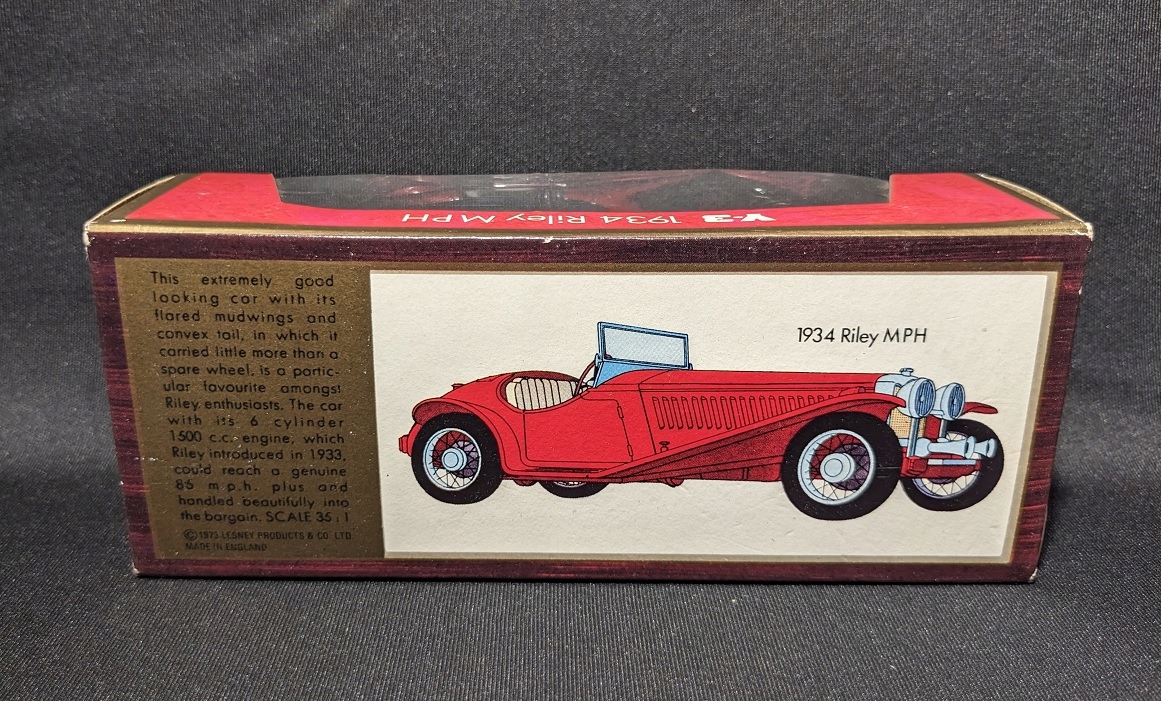 Y-3 1934 Riley MPH
This extremely good
looking car with its
flared mudwings and
convex tail, in which it
carried little more than a
spare wheel, is a partic-
ular favourite amongst
Riley enthusiasts. The car
with its 6 cylinder
1500 c.c. engine, which
Riley introduced in 1933,
could reach a genuine
86 m.p.h. plus and
handled beautifully into
the bargain. SCALE 35:1
© 1973 LESNEY PRODUCTS & CO. LTD.
MADE IN ENGLAND
1934 Riley MPH